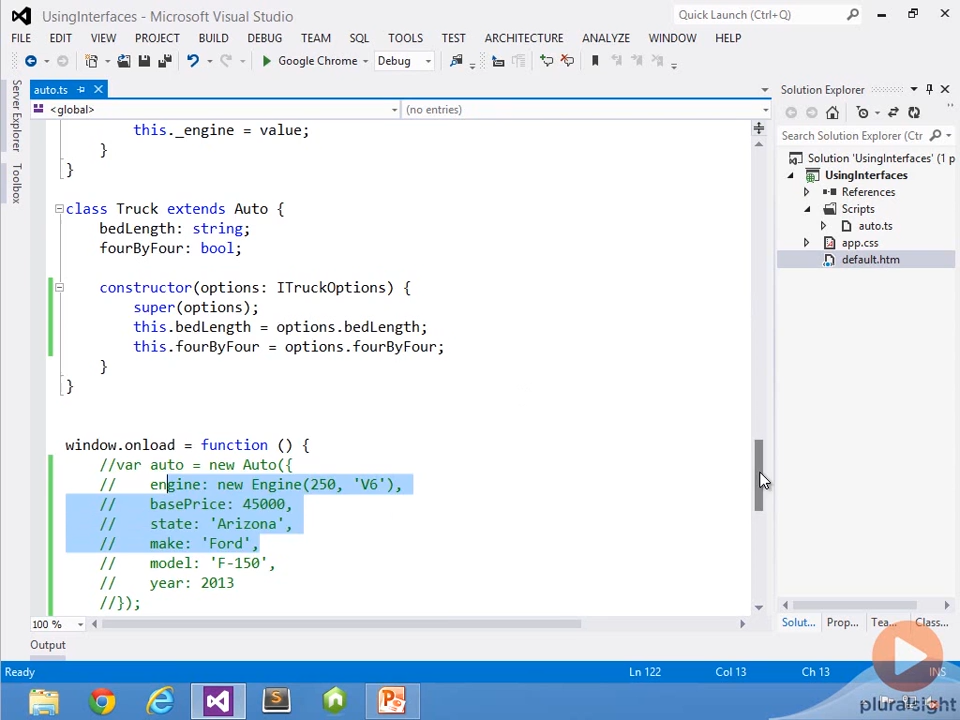 UsingInterfaces - Microsoft Visual Studio
Quick Launch (Ctrl+Q)
FILE EDIT VIEW PROJECT BUILD DEBUG TEAM SQL TOOLS TEST ARCHITECTURE ANALYZE WINDOW HELP
Google Chrome Debug
Server Explorer
Toolbox
auto.ts
<global> (no entries)
this._engine = value;
}
}
class Truck extends Auto {
bedLength: string;
fourByFour: bool;
constructor(options: ITruckOptions) {
super(options);
this.bedLength = options.bedLength;
this.fourByFour = options.fourByFour;
}
}
window.onload = function () {
//var auto = new Auto({
// engine: new Engine(250, 'V6'),
// basePrice: 45000,
// state: 'Arizona',
// make: 'Ford',
// model: 'F-150',
// year: 2013
//});
100 %
Solution Explorer
Search Solution Explorer (Ctr
Solution 'UsingInterfaces' (1 p
UsingInterfaces
References
Scripts
auto.ts
app.css
default.htm
Solut... Prop... Tea... Class...
Output
Ready Ln 122 Col 13 Ch 13 INS
pluralsight